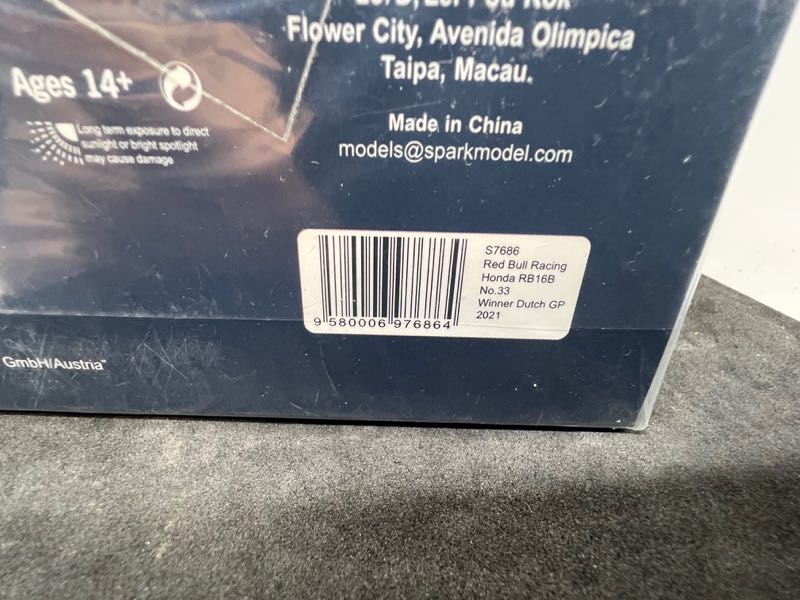 Flower City, Avenida Olimpica
Taipa, Macau.
Ages 14+
Long term exposure to direct
sunlight or bright spotlight
may cause damage
Made in China
models@sparkmodel.com
S7686
Red Bull Racing
Honda RB16B
No.33
Winner Dutch GP
2021
9 580006 976864
GmbH/Austria"